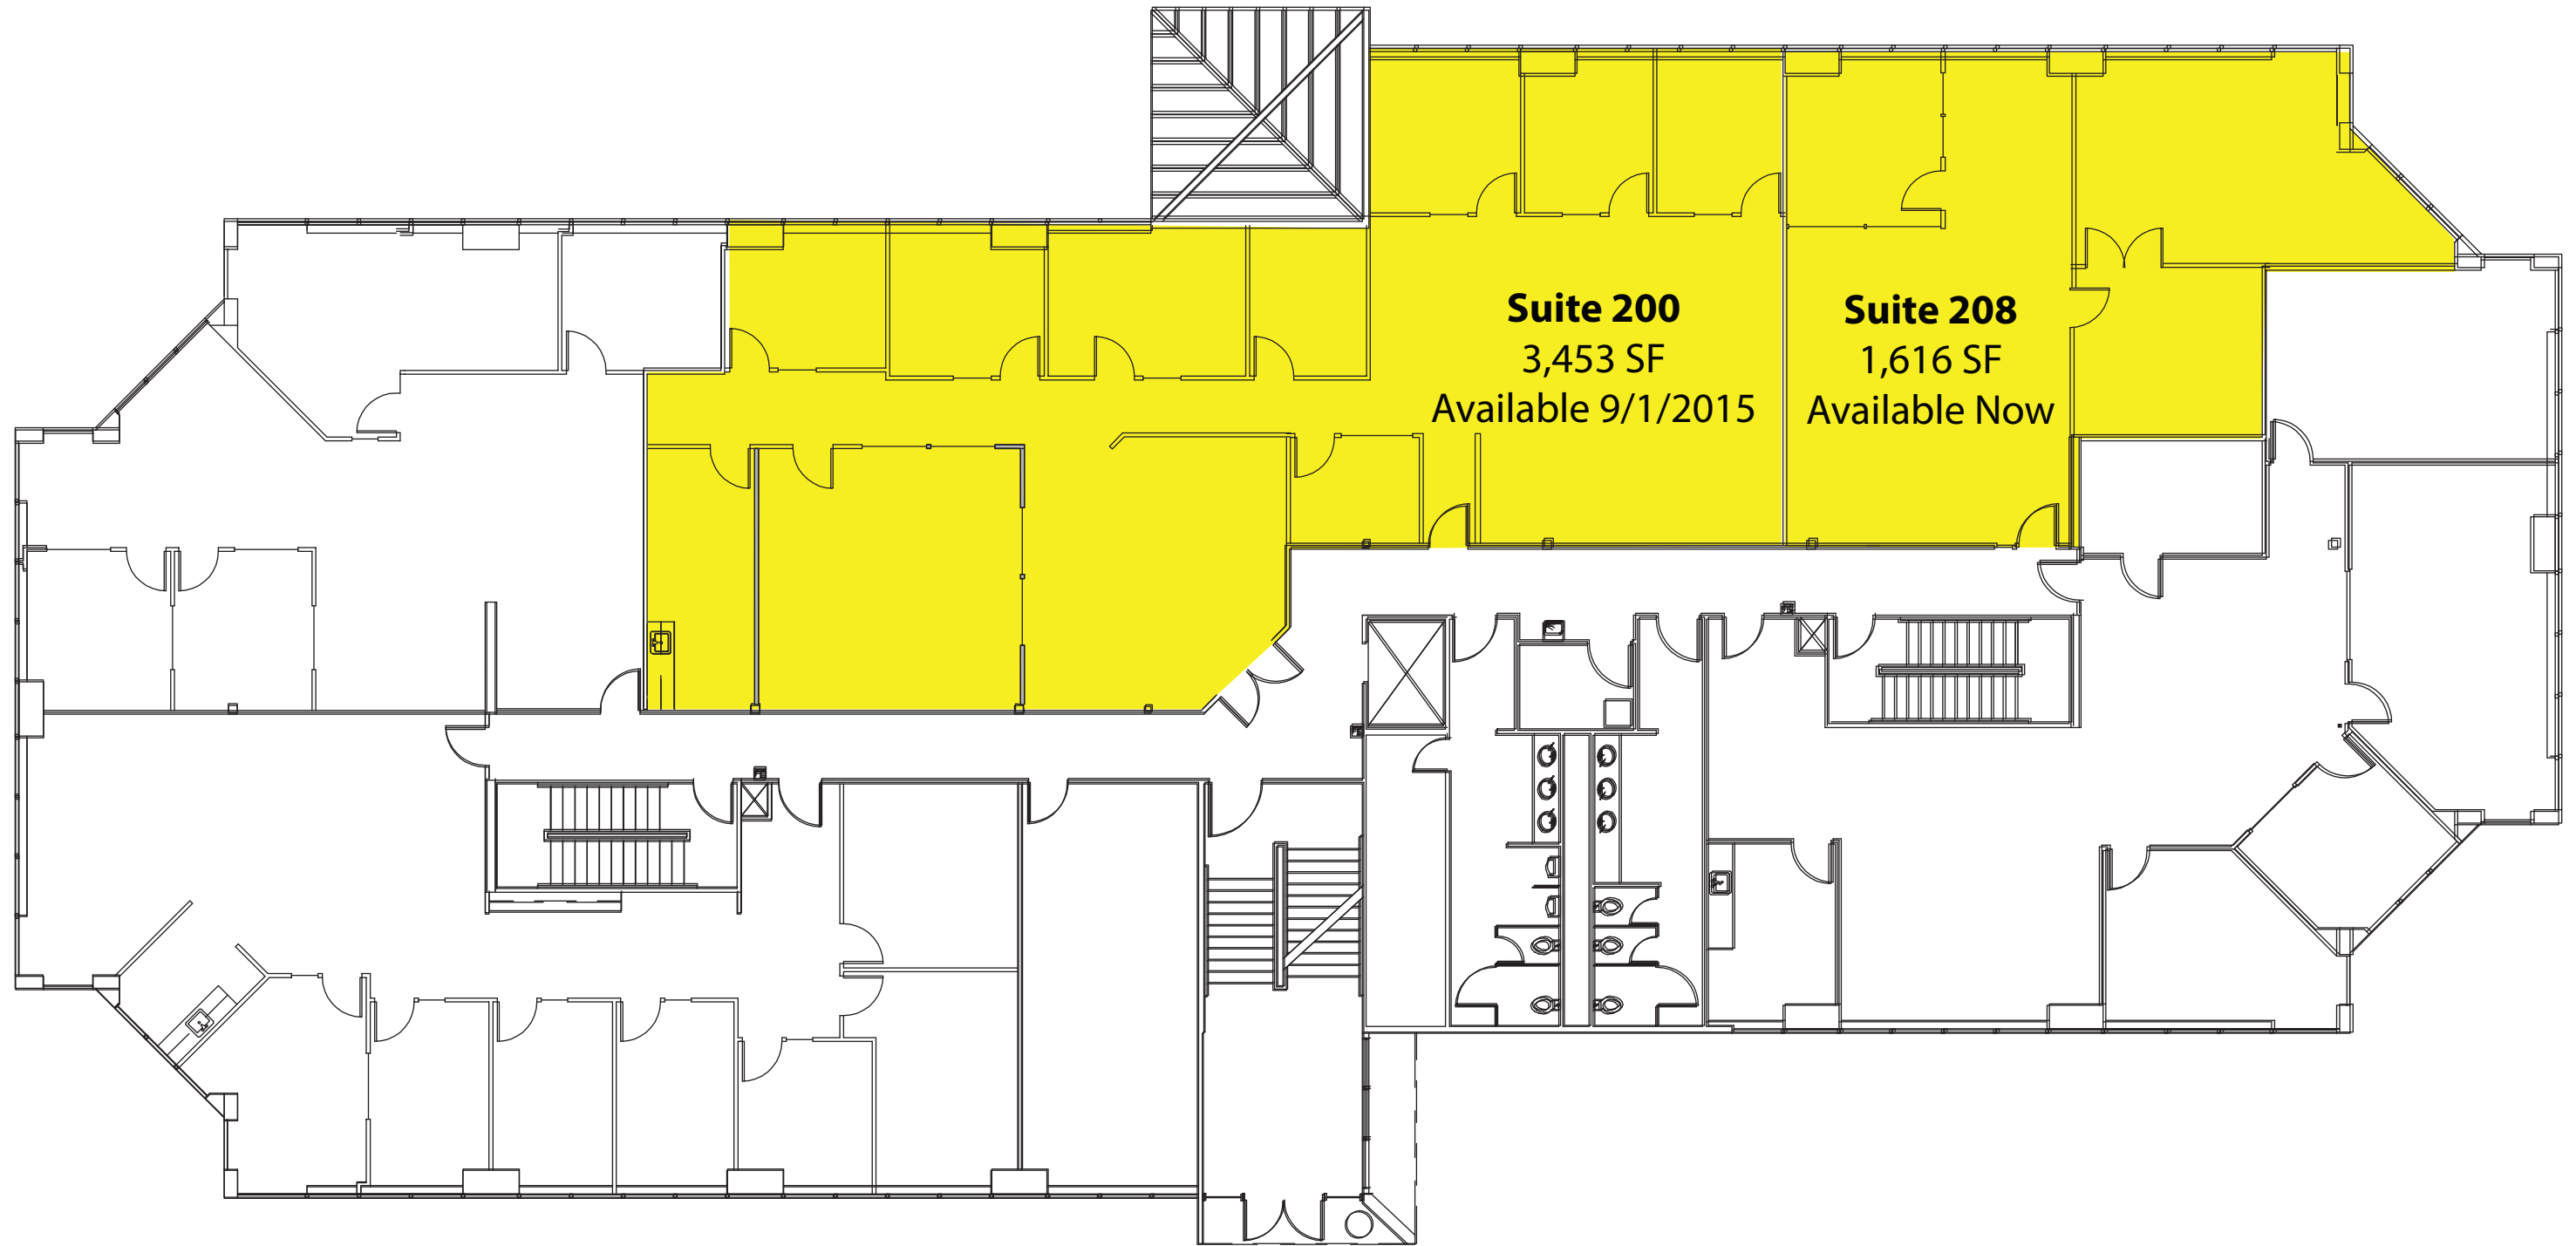 Suite 200
3,453 SF
Available 9/1/2015
Suite 208
1,616 SF
Available Now